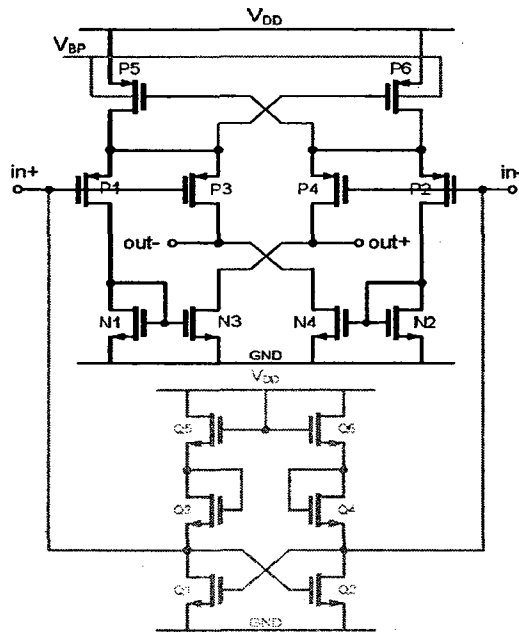 VDD
VBP
P5 P6
in+ in-
P1 P3 P4 P2
out- out+
N1 N3 N4 N2
GND
VDD
Q5 Q6
Q3 Q4
Q1 Q2
GND